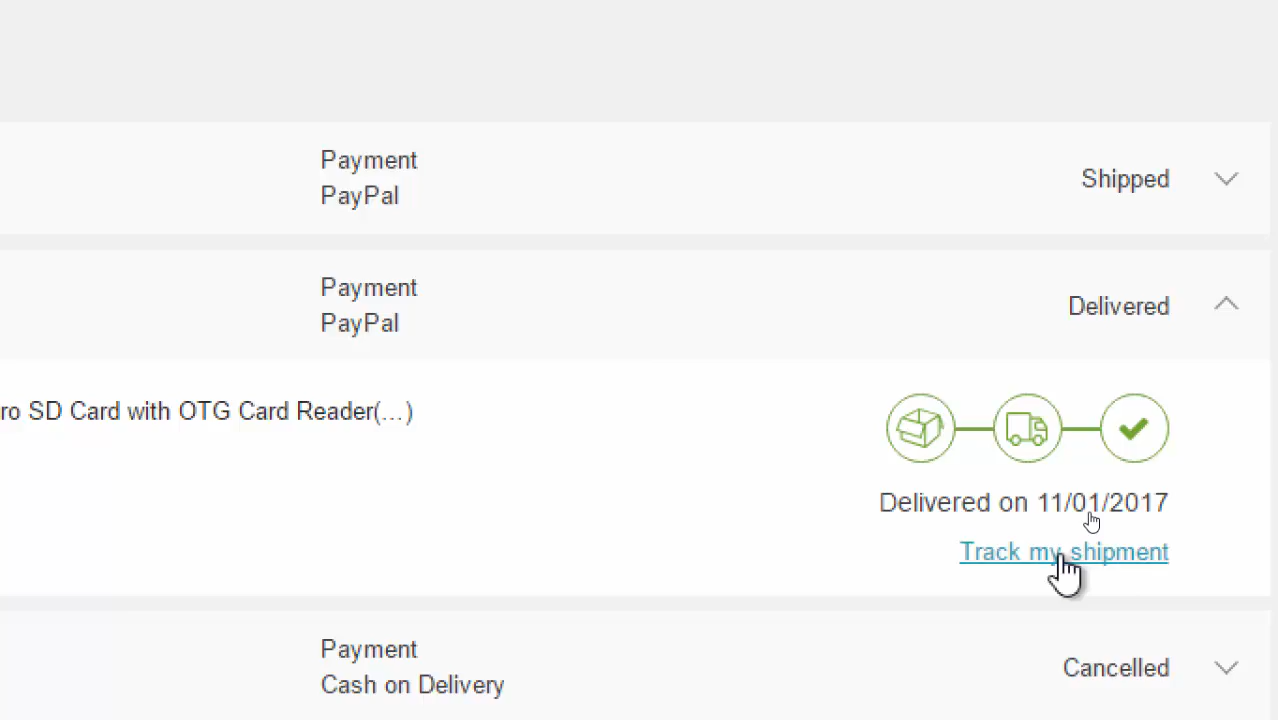 Payment
PayPal
Shipped
Payment
PayPal
Delivered
ro SD Card with OTG Card Reader(...)
Delivered on 11/01/2017
Track my shipment
Payment
Cash on Delivery
Cancelled